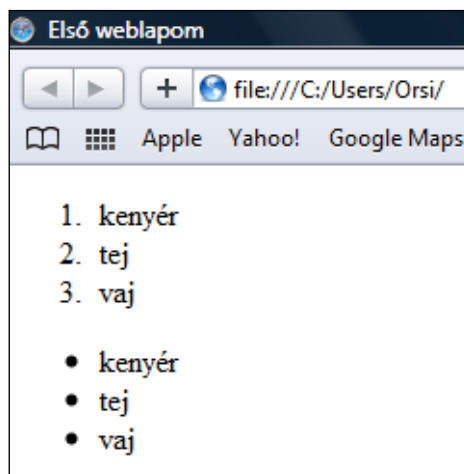 Első weblapom
file:///C:/Users/Orsi/
Apple Yahoo! Google Maps
1. kenyér
2. tej
3. vaj
• kenyér
• tej
• vaj